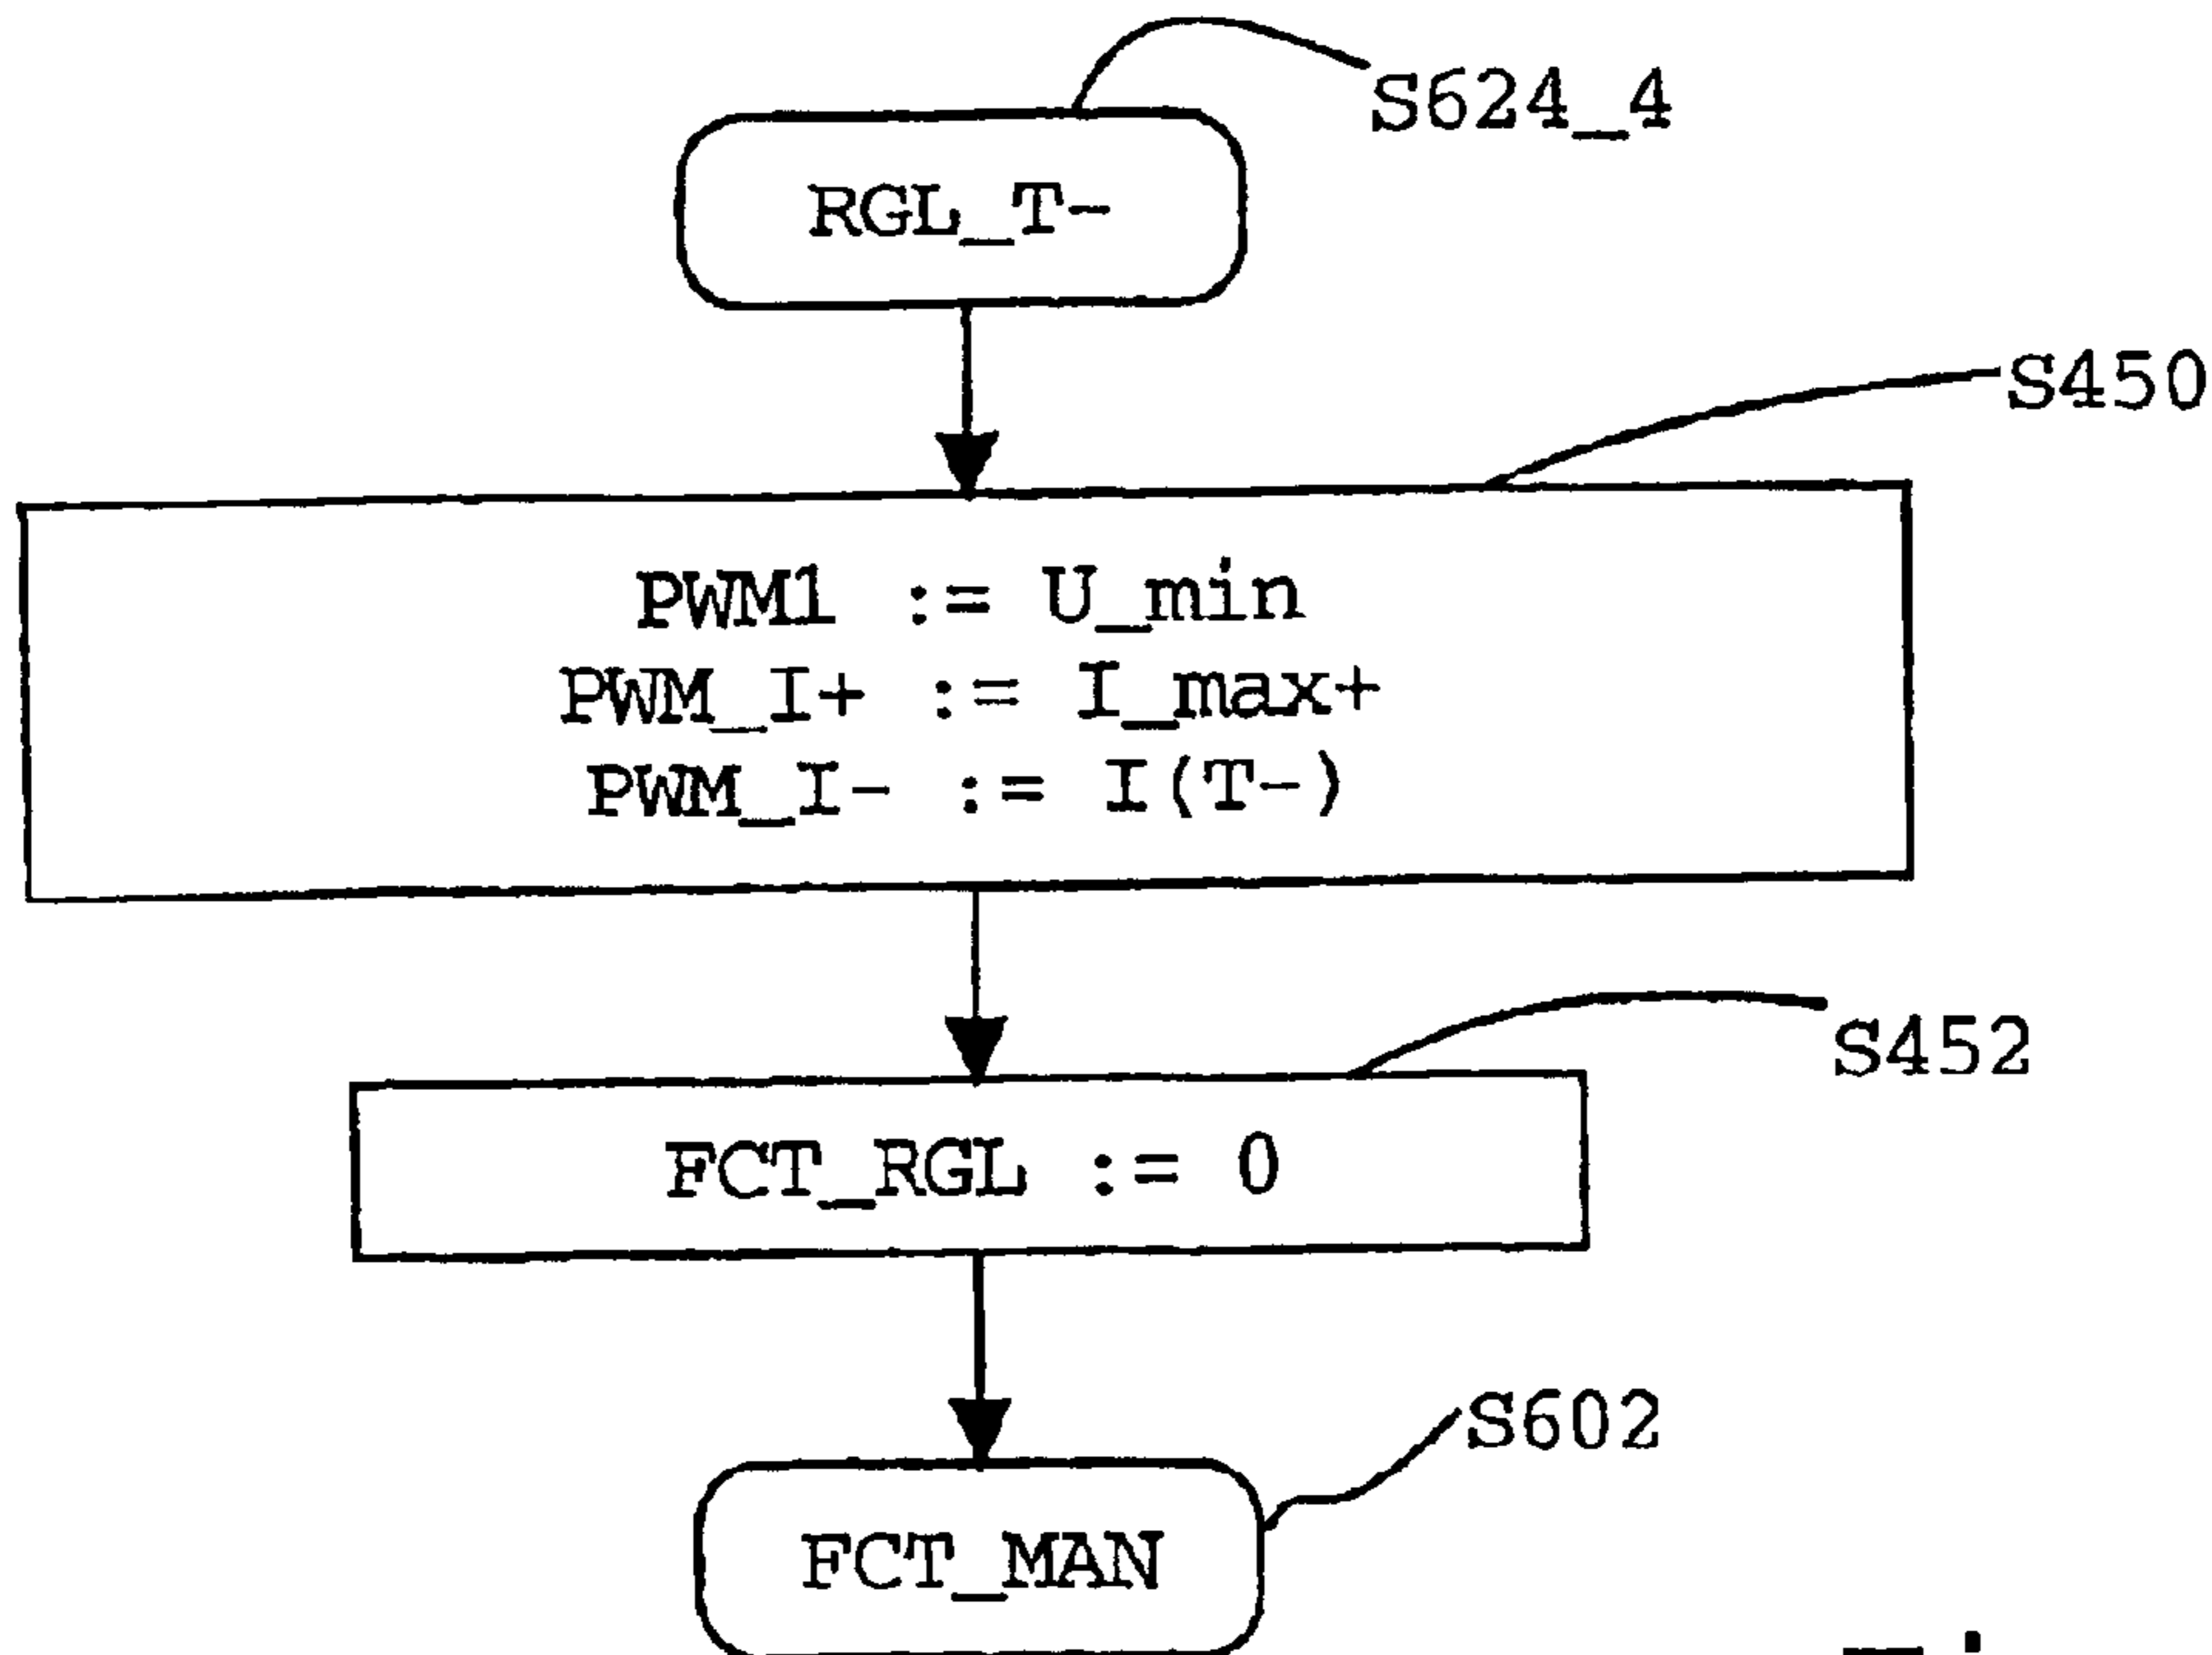 S624_4
RGL_T-
S450
PWM1 := U_min
PWM_I+ := I_max+
PWM_I- := I(T-)
S452
FCT_RGL := 0
S602
FCT_MAN